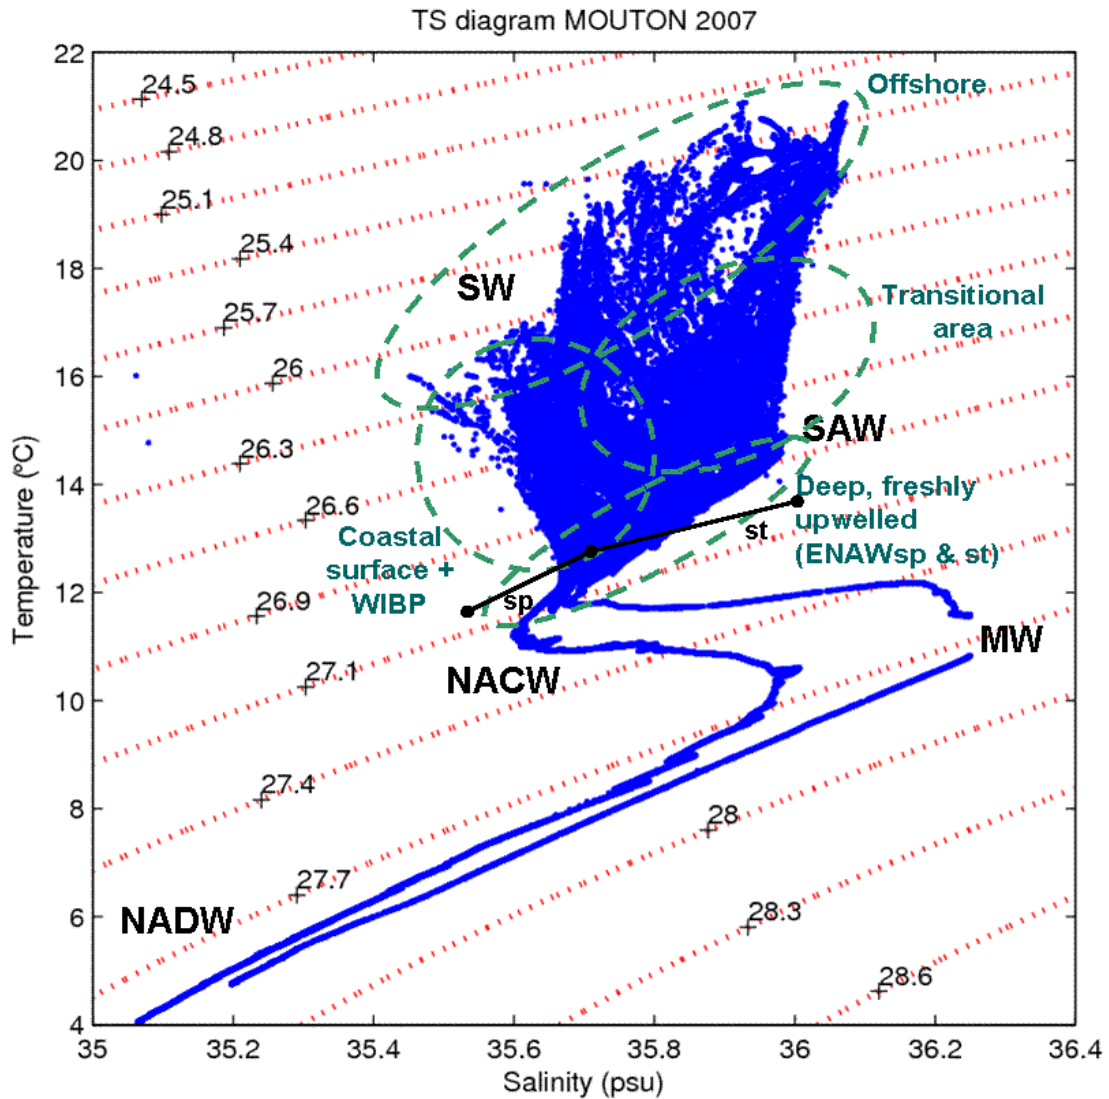 TS diagram MOUTON 2007
22
20
18
16
14
12
10
8
6
4
Temperature (ºC)
24.5
24.8
25.1
25.4
25.7
26
26.3
26.6
26.9
27.1
27.4
27.7
28
28.3
28.6
Offshore
SW
Transitional
area
SAW
Deep, freshly
upwelled
(ENAWsp & st)
st
Coastal
surface +
WIBP
sp
MW
NACW
NADW
35
35.2
35.4
35.6
35.8
36
36.2
36.4
Salinity (psu)